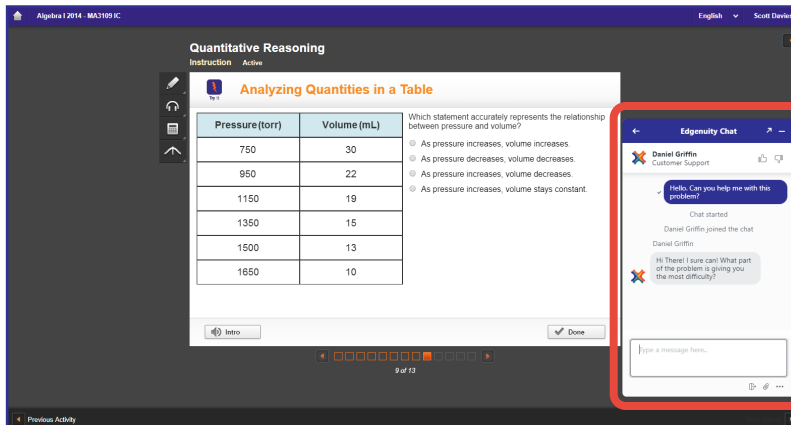 Algebra I 2014 - MA3109 IC
English
Scott Davies
Quantitative Reasoning
Instruction Active
Try It
Analyzing Quantities in a Table
Pressure (torr) Volume (mL)
750 30
950 22
1150 19
1350 15
1500 13
1650 10
Which statement accurately represents the relationship
between pressure and volume?
As pressure increases, volume increases.
As pressure decreases, volume decreases.
As pressure increases, volume decreases.
As pressure increases, volume stays constant.
Intro
Done
9 of 13
Previous Activity
Edgenuity Chat
Daniel Griffin
Customer Support
Hello. Can you help me with this
problem?
Chat started
Daniel Griffin joined the chat
Daniel Griffin
Hi There! I sure can! What part
of the problem is giving you
the most difficulty?
Type a message here..